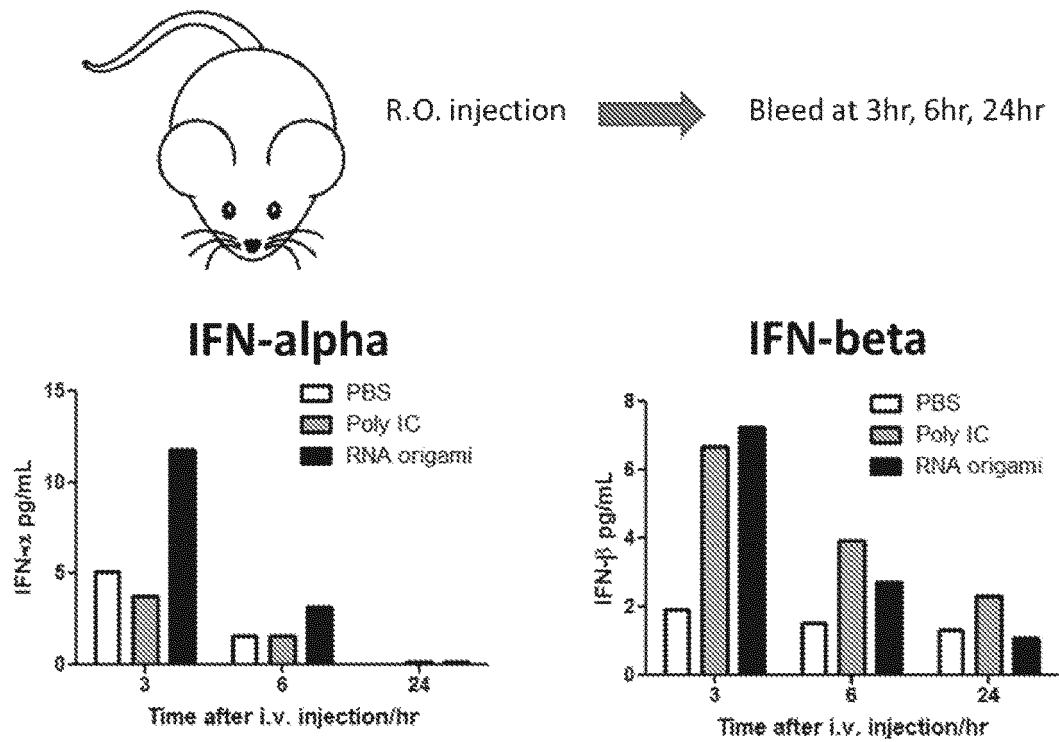 R.O. injection
Bleed at 3hr, 6hr, 24hr
IFN-alpha
PBS
Poly IC
RNA origami
IFN-α pg/mL
15
10
5
0
3
6
24
Time after i.v. injection/hr
IFN-beta
PBS
Poly IC
RNA origami
IFN-β pg/mL
8
6
4
2
0
3
6
24
Time after i.v. injection/hr